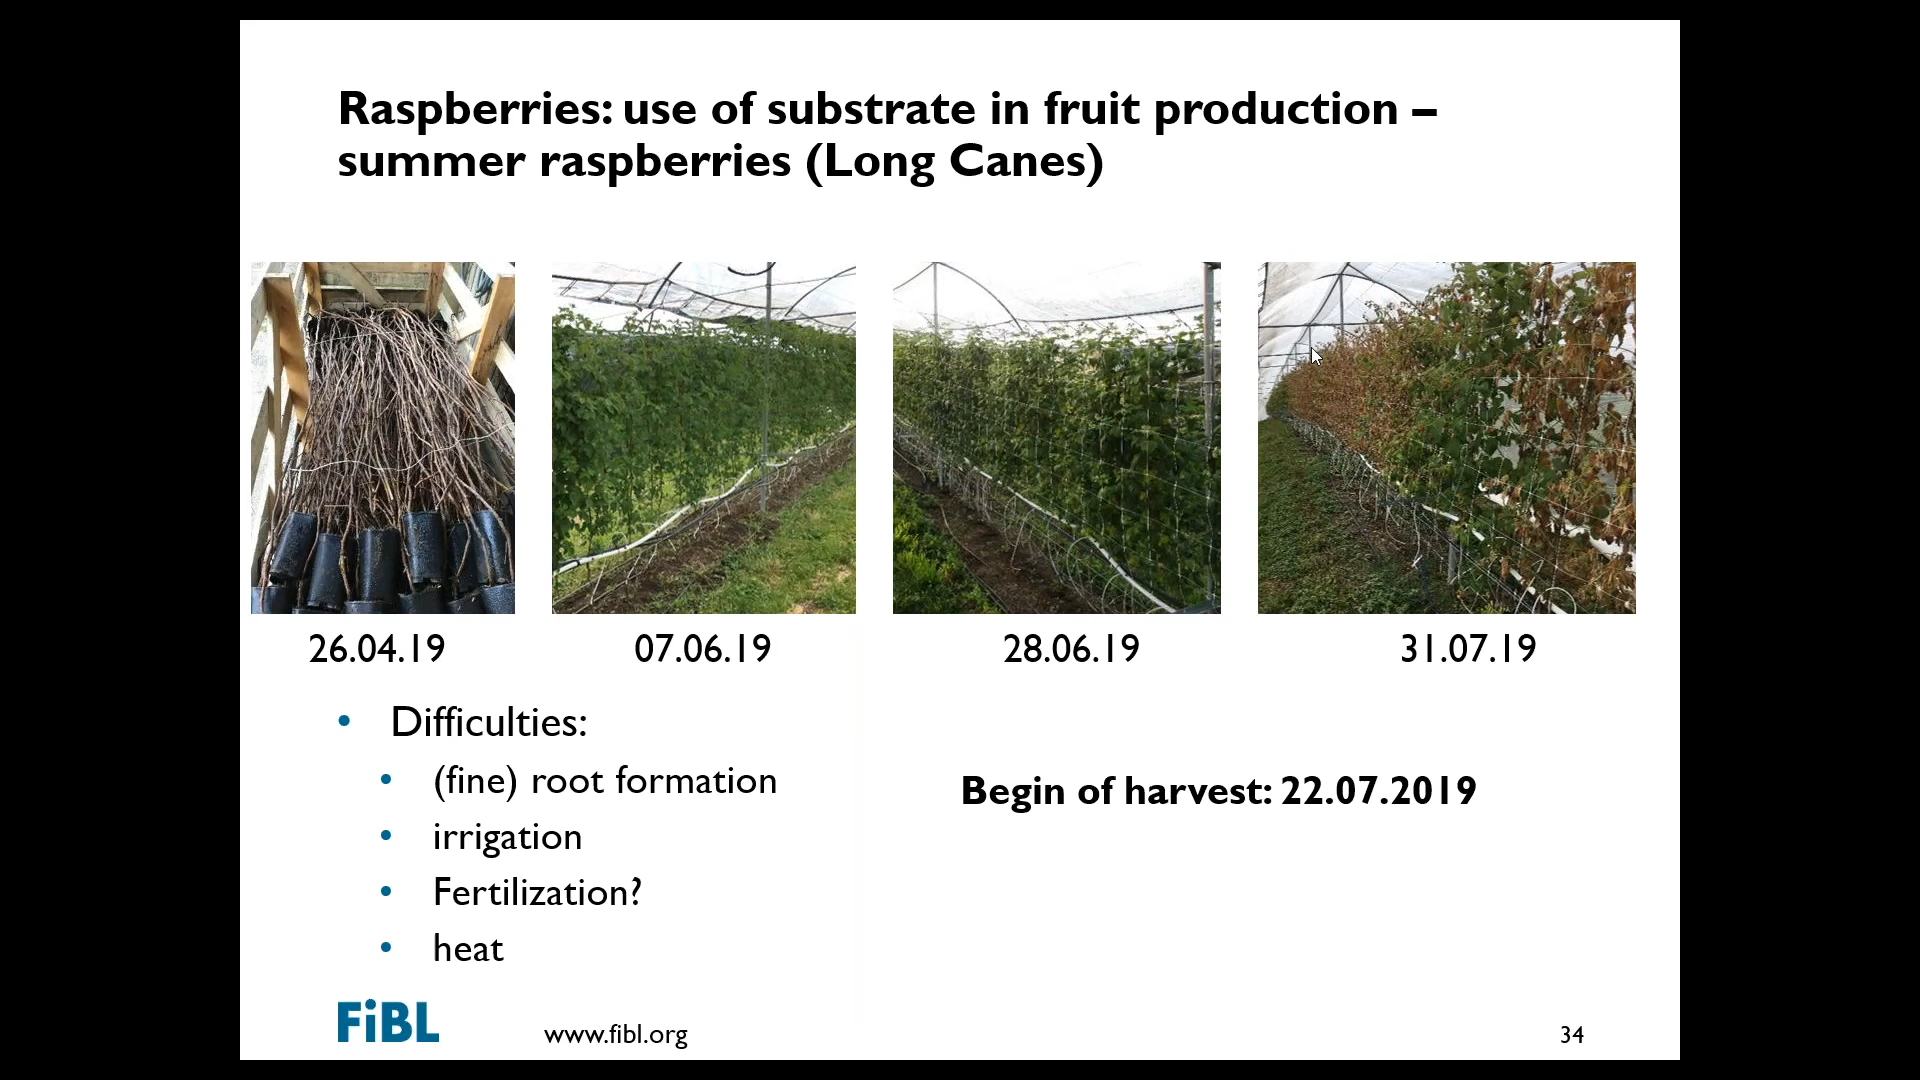 Raspberries: use of substrate in fruit production –
summer raspberries (Long Canes)
26.04.19
07.06.19
28.06.19
31.07.19
• Difficulties:
• (fine) root formation
• irrigation
• Fertilization?
• heat
Begin of harvest: 22.07.2019
FiBL
www.fibl.org
34